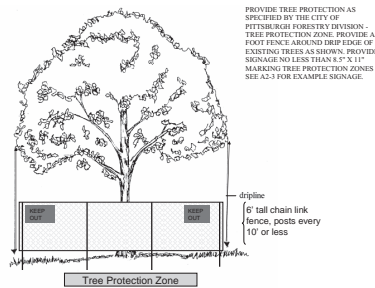 PROVIDE TREE PROTECTION AS
SPECIFIED BY THE CITY OF
PITTSBURGH FORESTRY DIVISION -
TREE PROTECTION ZONE. PROVIDE A
FOOT FENCE AROUND DRIP EDGE OF
EXISTING TREES AS SHOWN. PROVIDE
SIGNAGE NO LESS THAN 8.5" X 11"
MARKING TREE PROTECTION ZONES
SEE A2-3 FOR EXAMPLE SIGNAGE.
dripline
KEEP
OUT
KEEP
OUT
6' tall chain link
fence, posts every
10' or less
Tree Protection Zone